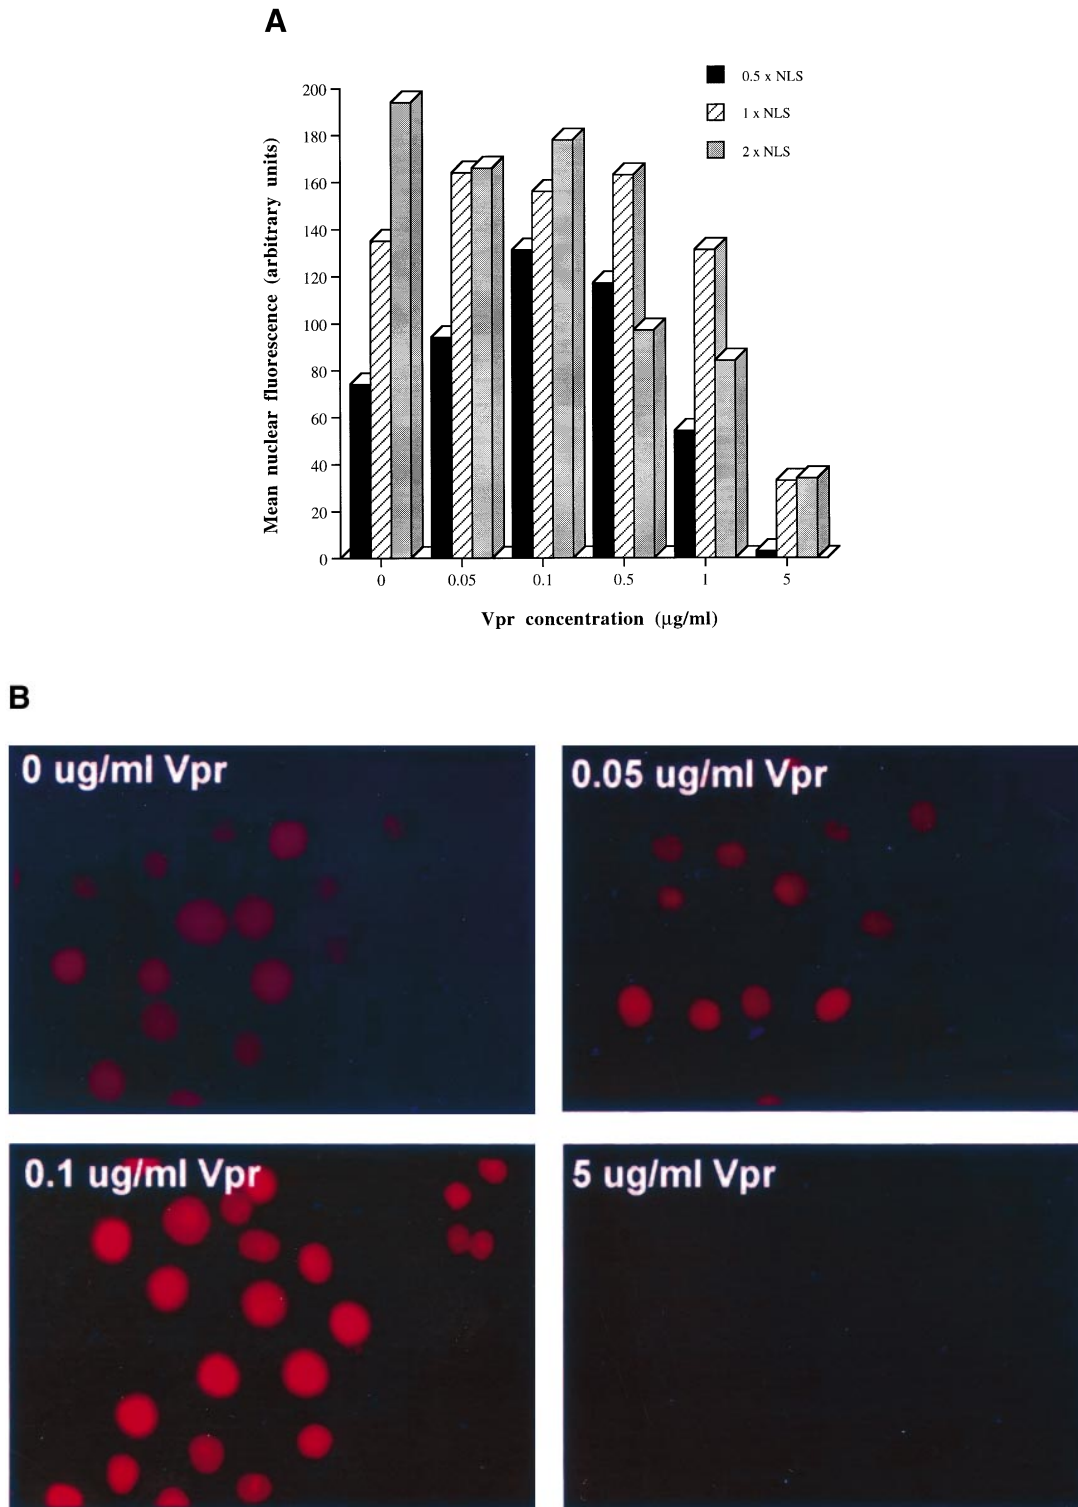 A
0.5 x NLS
1 x NLS
2 x NLS
200
180
160
140
120
100
80
60
40
20
0
Mean nuclear fluorescence (arbitrary units)
0 0.05 0.1 0.5 1 5
Vpr concentration (µg/ml)
B
0 ug/ml Vpr
0.05 ug/ml Vpr
0.1 ug/ml Vpr
5 ug/ml Vpr